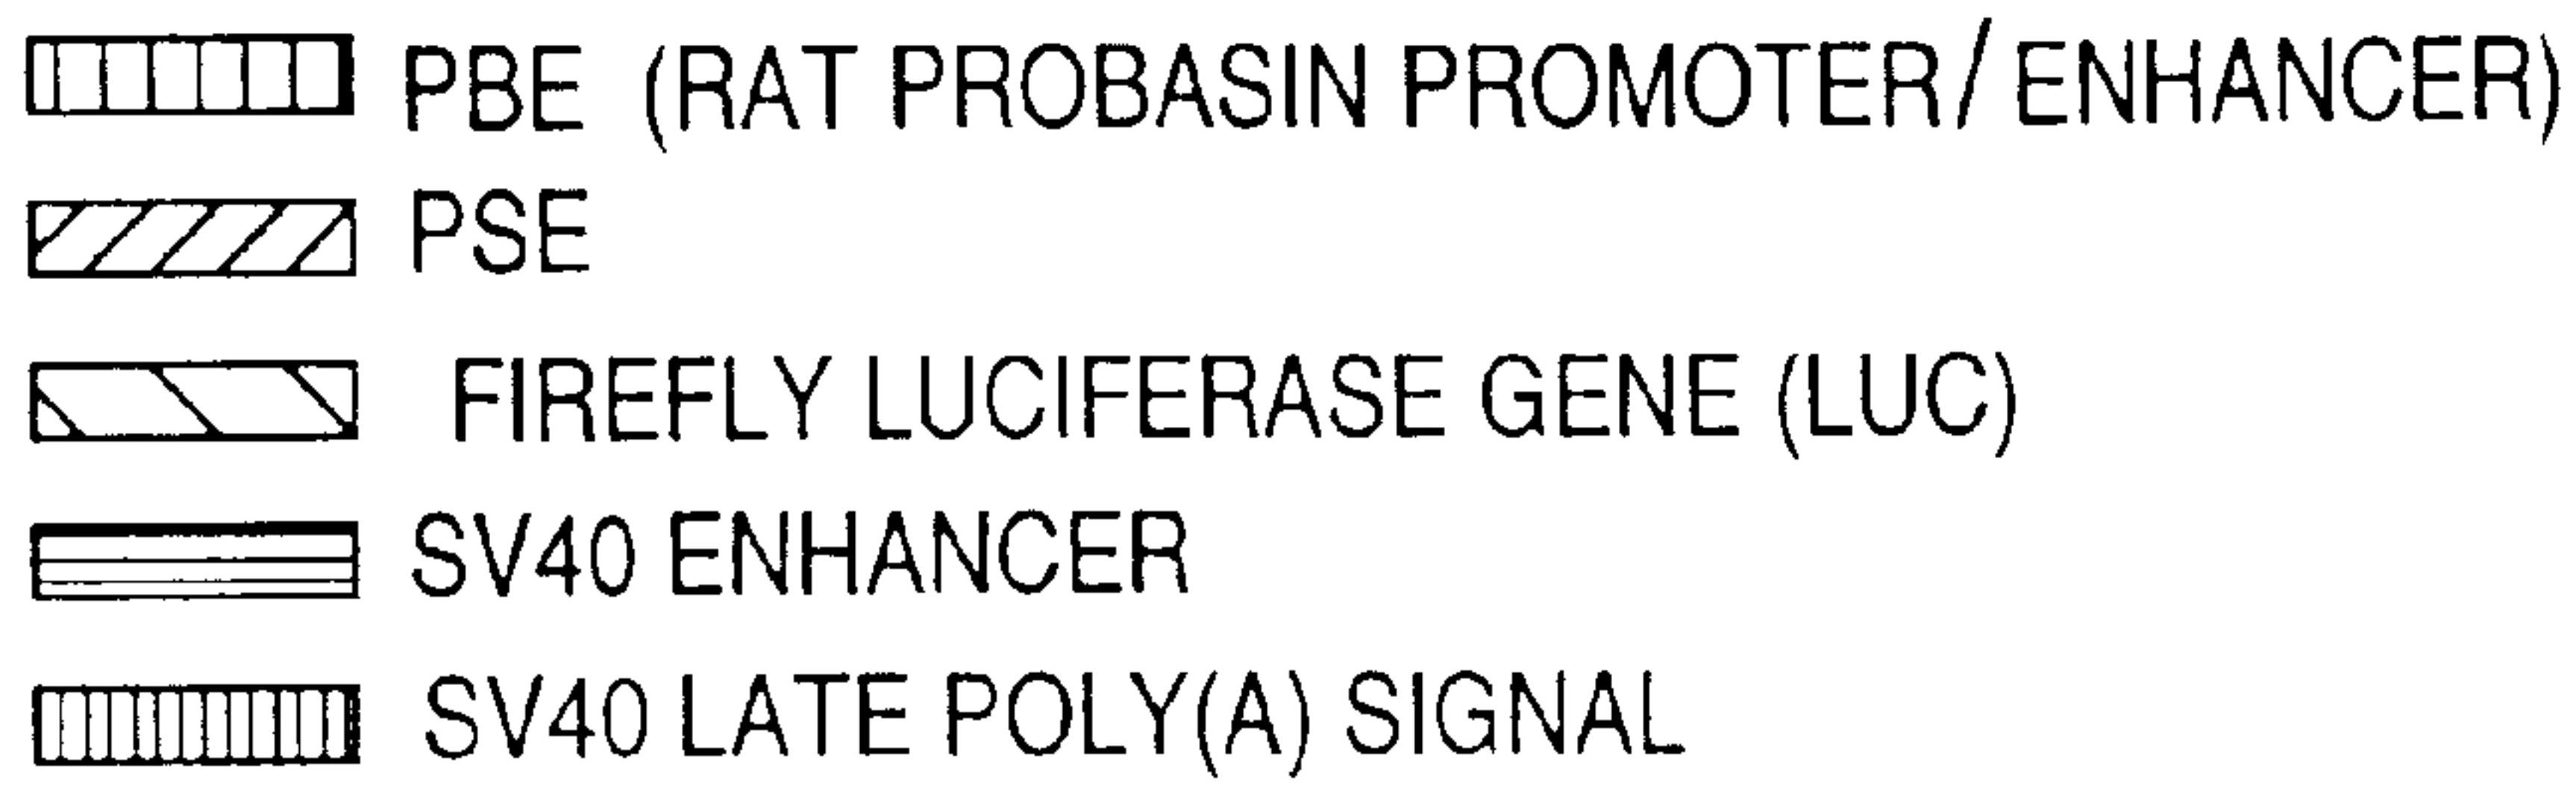 PBE (RAT PROBASIN PROMOTER/ENHANCER)
PSE
FIREFLY LUCIFERASE GENE (LUC)
SV40 ENHANCER
SV40 LATE POLY(A) SIGNAL